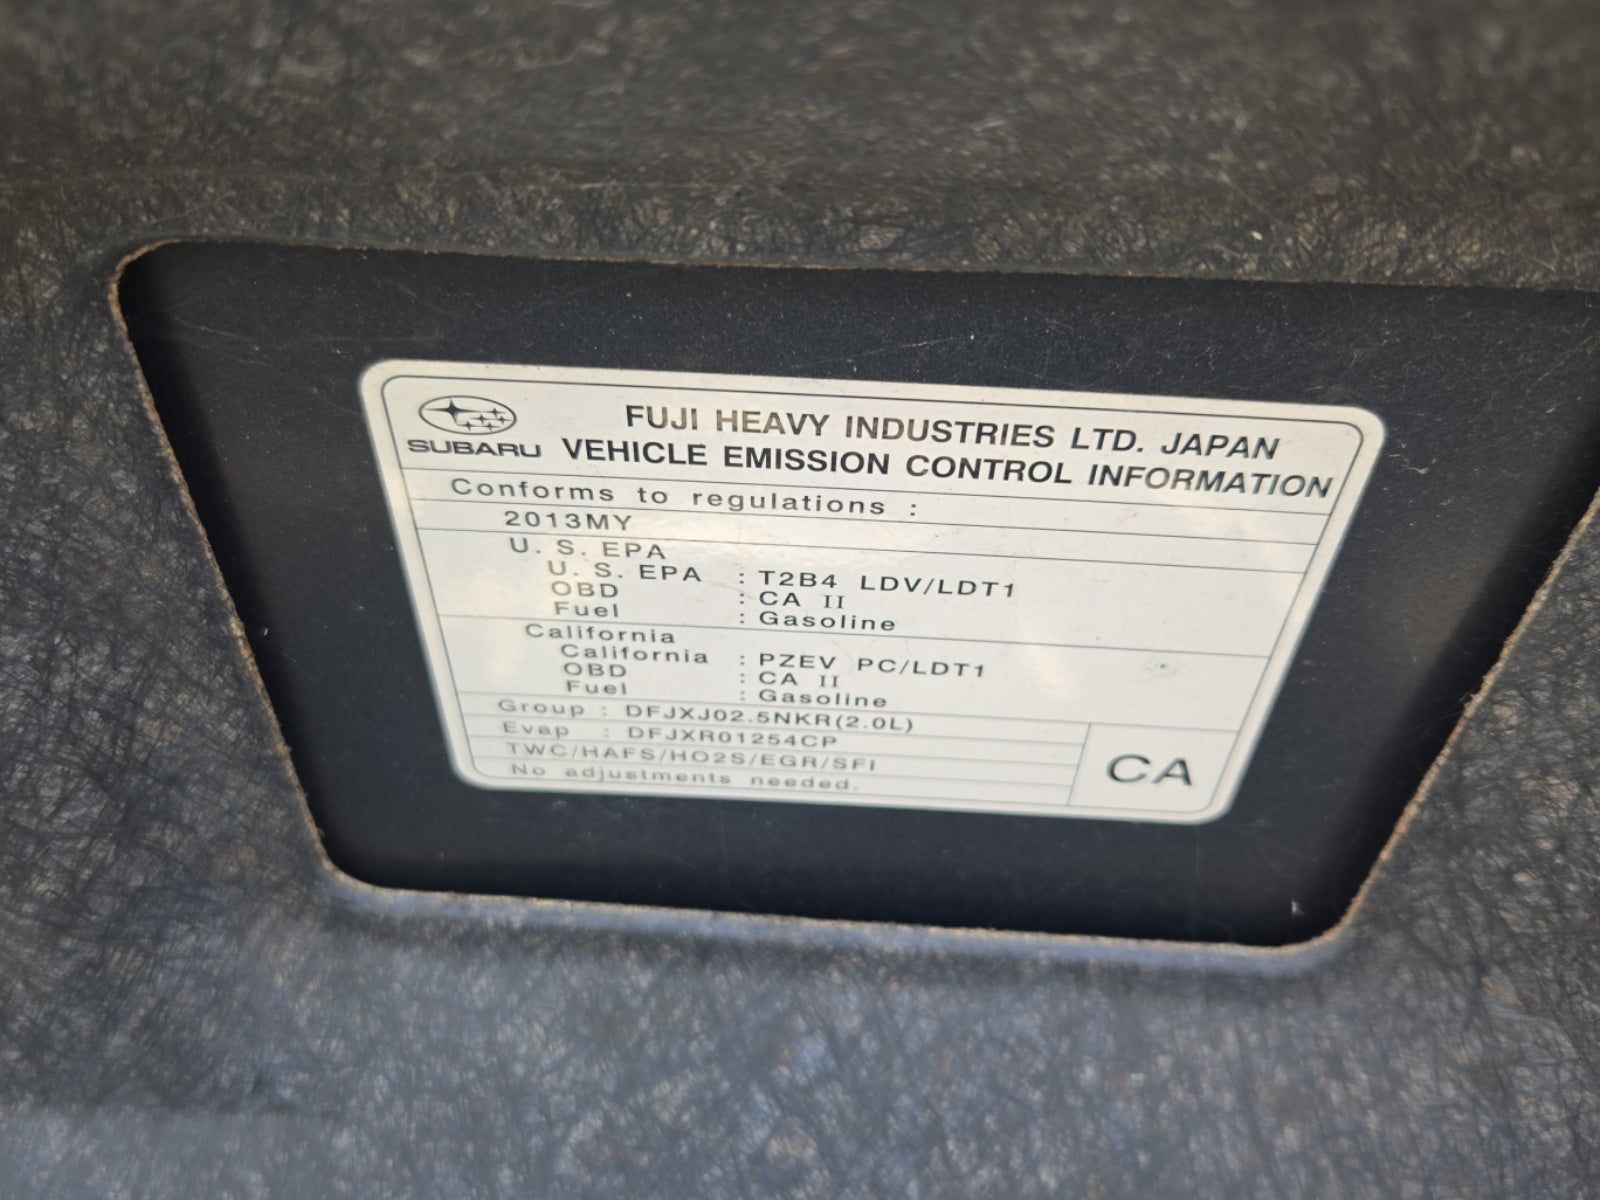 FUJI HEAVY INDUSTRIES LTD. JAPAN
SUBARU VEHICLE EMISSION CONTROL INFORMATION
Conforms to regulations :
2013MY
U. S. EPA
U. S. EPA : T2B4 LDV/LDT1
OBD : CA II
Fuel : Gasoline
California
California : PZEV PC/LDT1
OBD : CA II
Fuel : Gasoline
Group : DFJXJ02.5NKR(2.0L)
Evap : DFJXR01254CP
TWC/HAFS/HO2S/EGR/SFI
No adjustments needed.
CA